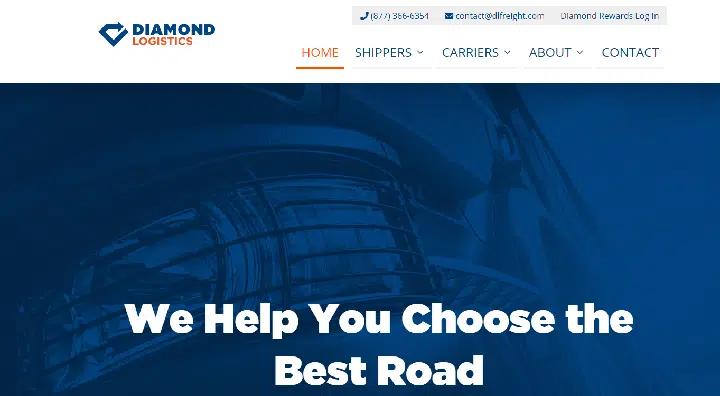 (877) 366-6354 contact@dlfreight.com Diamond Rewards Log In
DIAMOND
LOGISTICS
HOME SHIPPERS CARRIERS ABOUT CONTACT
We Help You Choose the
Best Road